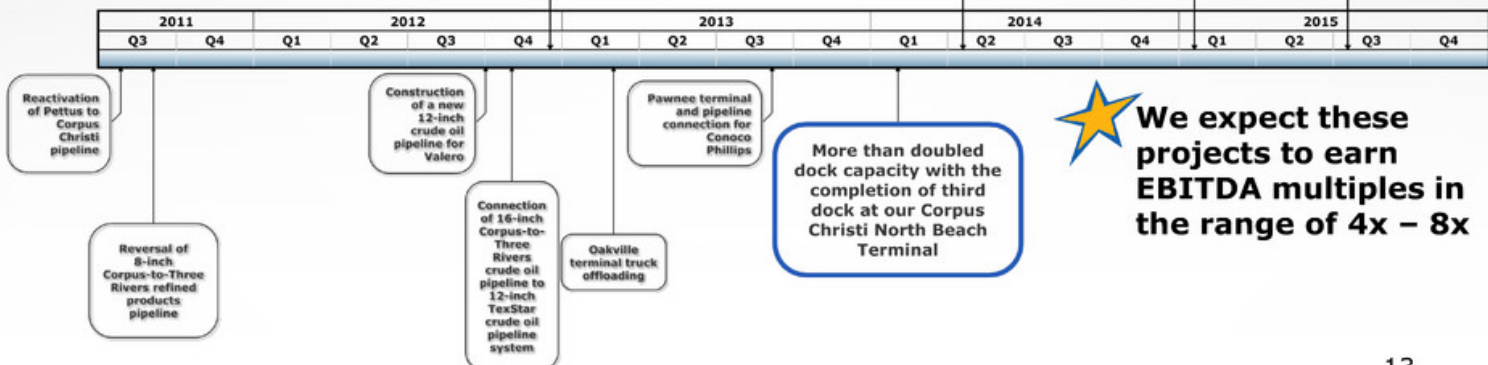 2011 2012 2013 2014 2015
Q3 Q4 Q1 Q2 Q3 Q4 Q1 Q2 Q3 Q4 Q1 Q2 Q3 Q4 Q1 Q2 Q3 Q4
Reactivation
of Pettus to
Corpus
Christi
pipeline
Reversal of
8-inch
Corpus-to-Three
Rivers refined
products
pipeline
Construction
of a new
12-inch
crude oil
pipeline for
Valero
Connection
of 16-inch
Corpus-to-
Three
Rivers
crude oil
pipeline to
12-inch
TexStar
crude oil
pipeline
system
Oakville
terminal truck
offloading
Pawnee terminal
and pipeline
connection for
Conoco
Phillips
More than doubled
dock capacity with the
completion of third
dock at our Corpus
Christi North Beach
Terminal
We expect these
projects to earn
EBITDA multiples in
the range of 4x – 8x